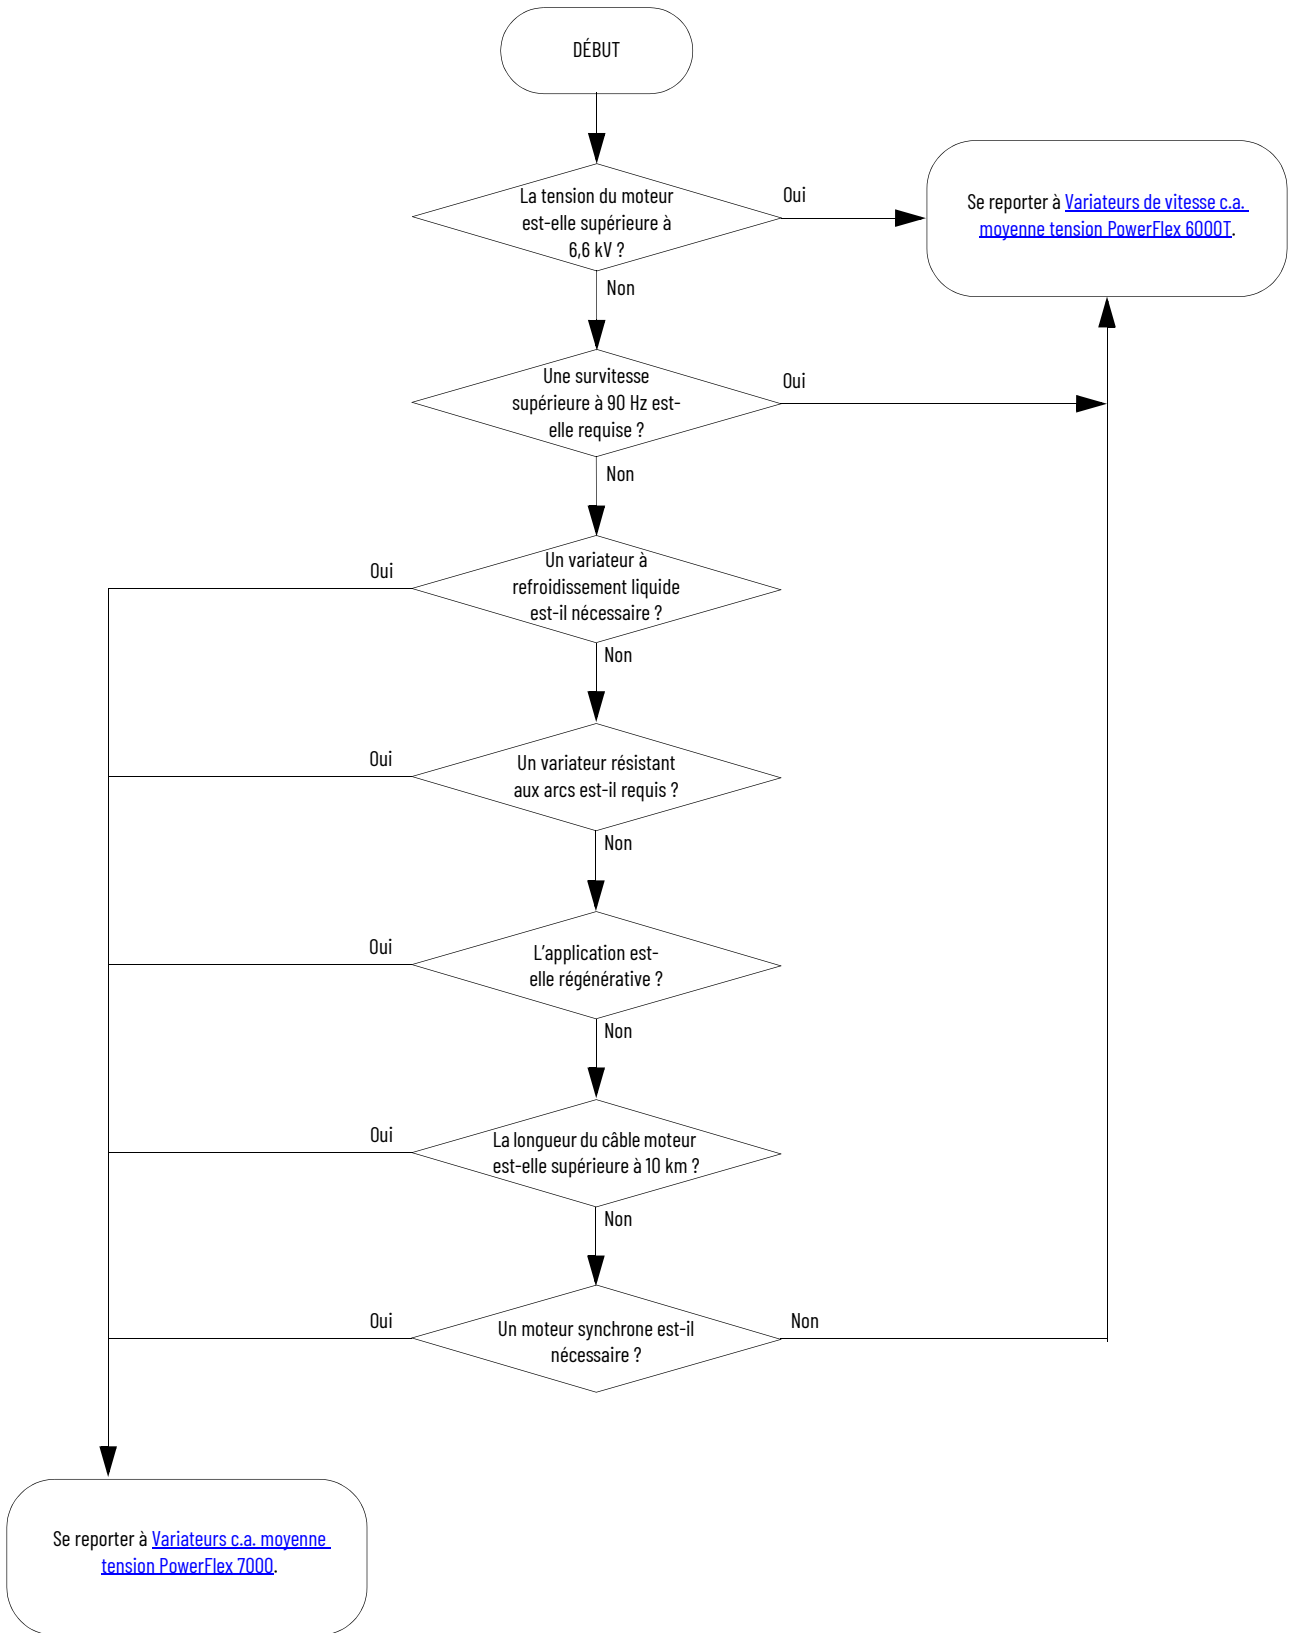 DÉBUT
La tension du moteur
est-elle supérieure à
6,6 kV ?
Oui
Se reporter à Variateurs de vitesse c.a.
moyenne tension PowerFlex 6000T.
Non
Une survitesse
supérieure à 90 Hz est-
elle requise ?
Oui
Non
Un variateur à
refroidissement liquide
est-il nécessaire ?
Oui
Non
Un variateur résistant
aux arcs est-il requis ?
Oui
Non
L’application est-
elle régénérative ?
Oui
Non
La longueur du câble moteur
est-elle supérieure à 10 km ?
Oui
Non
Un moteur synchrone est-il
nécessaire ?
Oui
Non
Se reporter à Variateurs c.a. moyenne
tension PowerFlex 7000.